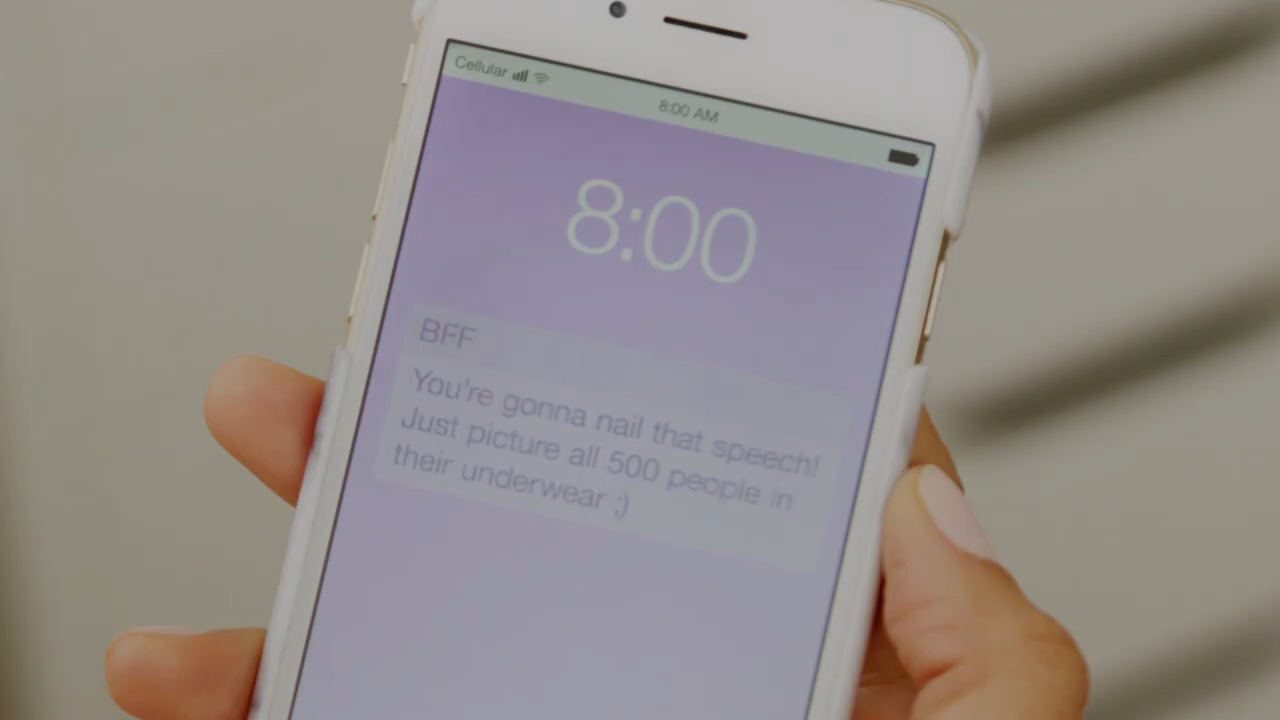 Cellular
8:00 AM
8:00
BFF
You're gonna nail that speech!
Just picture all 500 people in
their underwear ;)